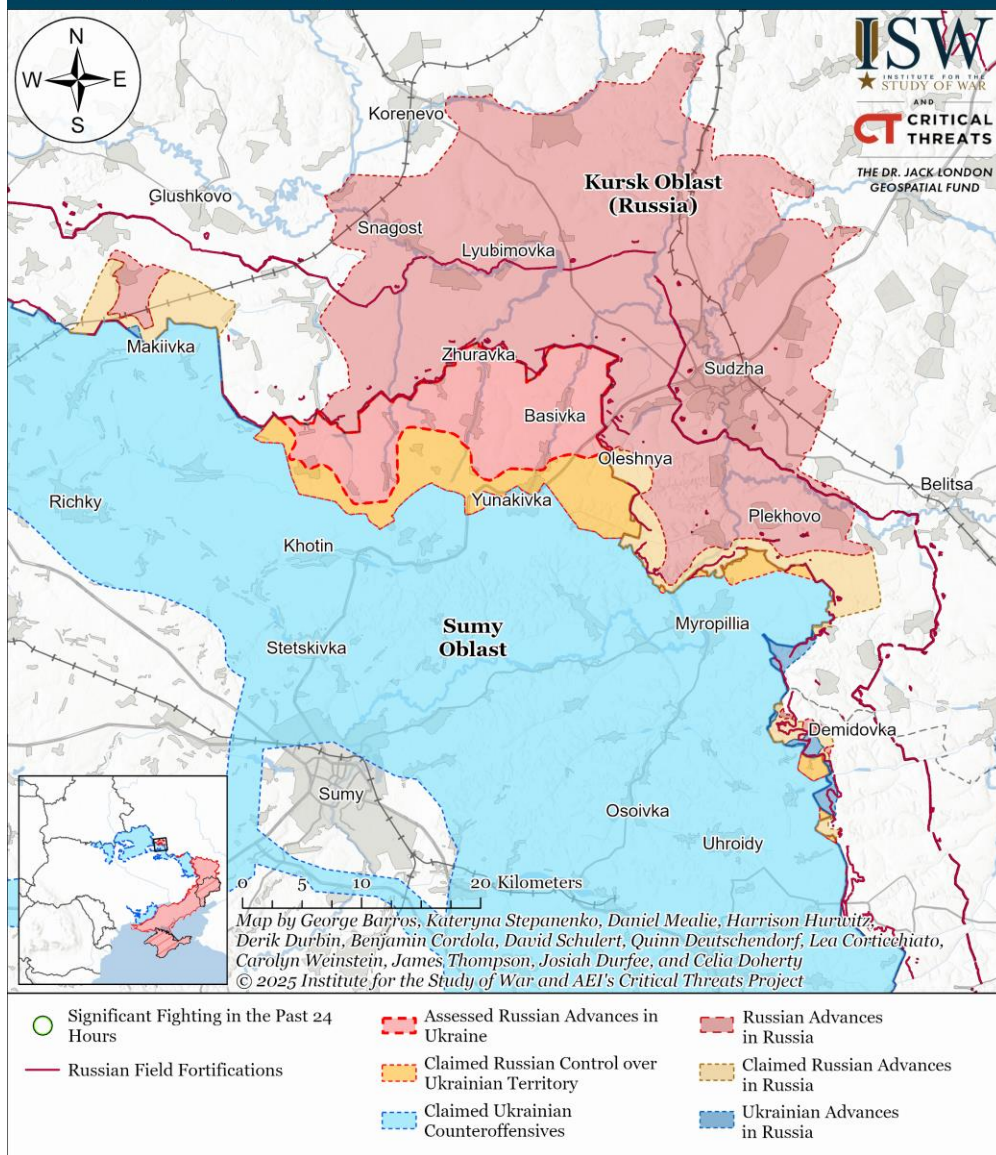 N
W
E
S
ISW
INSTITUTE FOR THE
STUDY OF WAR
AND
CT CRITICAL
THREATS
THE DR. JACK LONDON
GEOSPATIAL FUND
Korenevo
Kursk Oblast
(Russia)
Glushkovo
Snagost
Lyubimovka
Makiivka
Zhuravka
Sudzha
Basivka
Oleshnya
Belitsa
Richky
Yunakivka
Plekhovo
Khotin
Myropillia
Sumy
Oblast
Stetskivka
Demidovka
Sumy
Osoivka
Uhroidy
0 5 10 20 Kilometers
Map by George Barros, Kateryna Stepanenko, Daniel Mealie, Harrison Hurwitz,
Derik Durbin, Benjamin Cordola, David Schulert, Quinn Deutschendorf, Lea Corticchiato,
Carolyn Weinstein, James Thompson, Josiah Durfee, and Celia Doherty
© 2025 Institute for the Study of War and AEI's Critical Threats Project
Significant Fighting in the Past 24
Hours
Russian Field Fortifications
Assessed Russian Advances in
Ukraine
Claimed Russian Control over
Ukrainian Territory
Claimed Ukrainian
Counteroffensives
Russian Advances
in Russia
Claimed Russian Advances
in Russia
Ukrainian Advances
in Russia